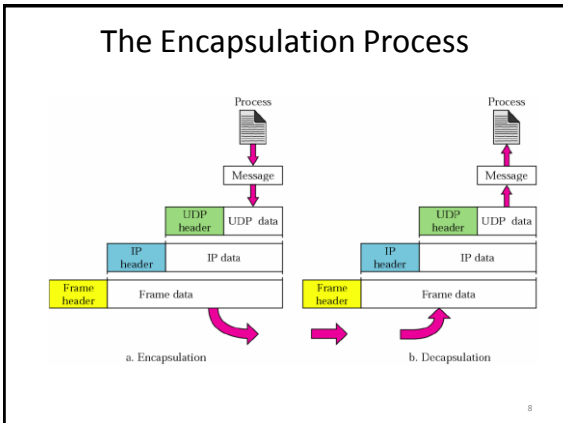 The Encapsulation Process
Process
Message
UDP
header
UDP data
IP
header
IP data
Frame
header
Frame data
a. Encapsulation
Process
Message
UDP
header
UDP data
IP
header
IP data
Frame
header
Frame data
b. Decapsulation
8